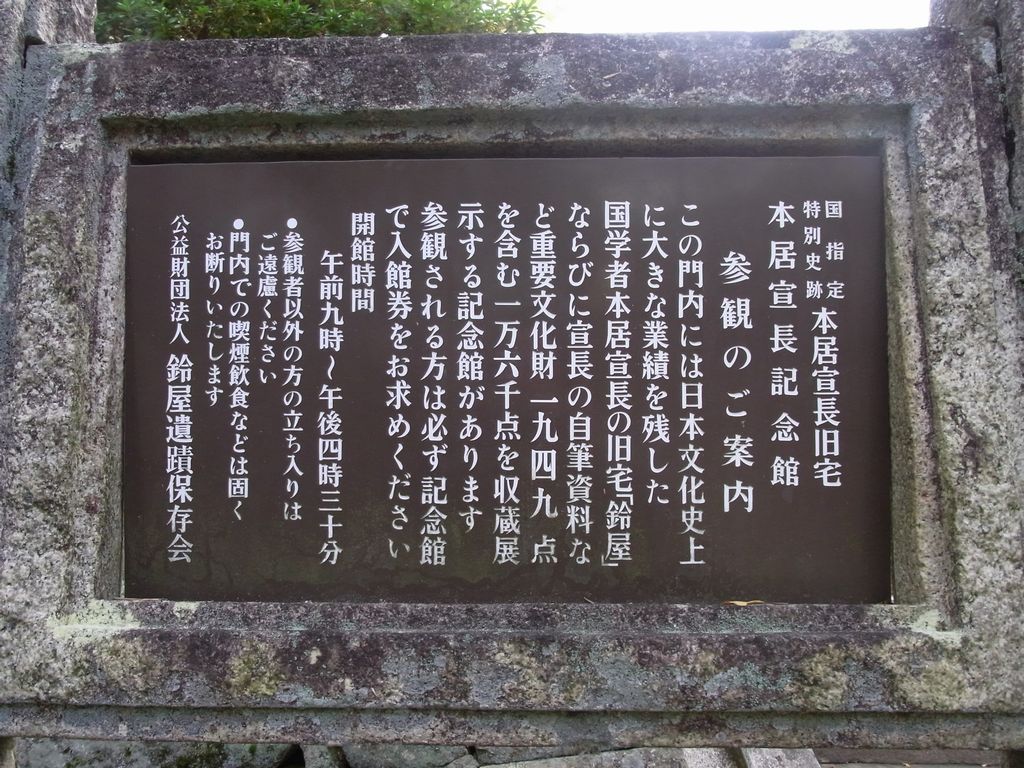 国指定
特別史跡 本居宣長旧宅
本居宣長記念館
参観のご案内
この門内には日本文化史上
に大きな業績を残した
国学者本居宣長の旧宅「鈴屋」
ならびに宣長の自筆資料な
ど重要文化財一九四九点
を含む一万六千点を収蔵展
示する記念館があります
参観される方は必ず記念館
で入館券をお求めください
開館時間
午前九時〜午後四時三十分
●参観者以外の方の立ち入りは
ご遠慮ください
●門内での喫煙飲食などは固く
お断りいたします
公益財団法人 鈴屋遺蹟保存会